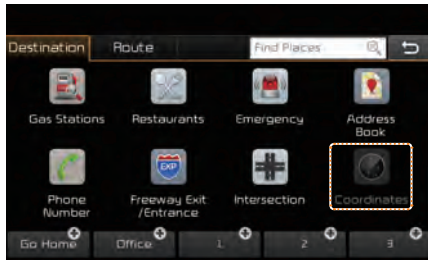 Destination Route Find Places
Gas Stations Restaurants Emergency Address
Book
EXP
Phone Freeway Exit Intersection Coordinates
Number /Entrance
Go Home Office 1 2 3